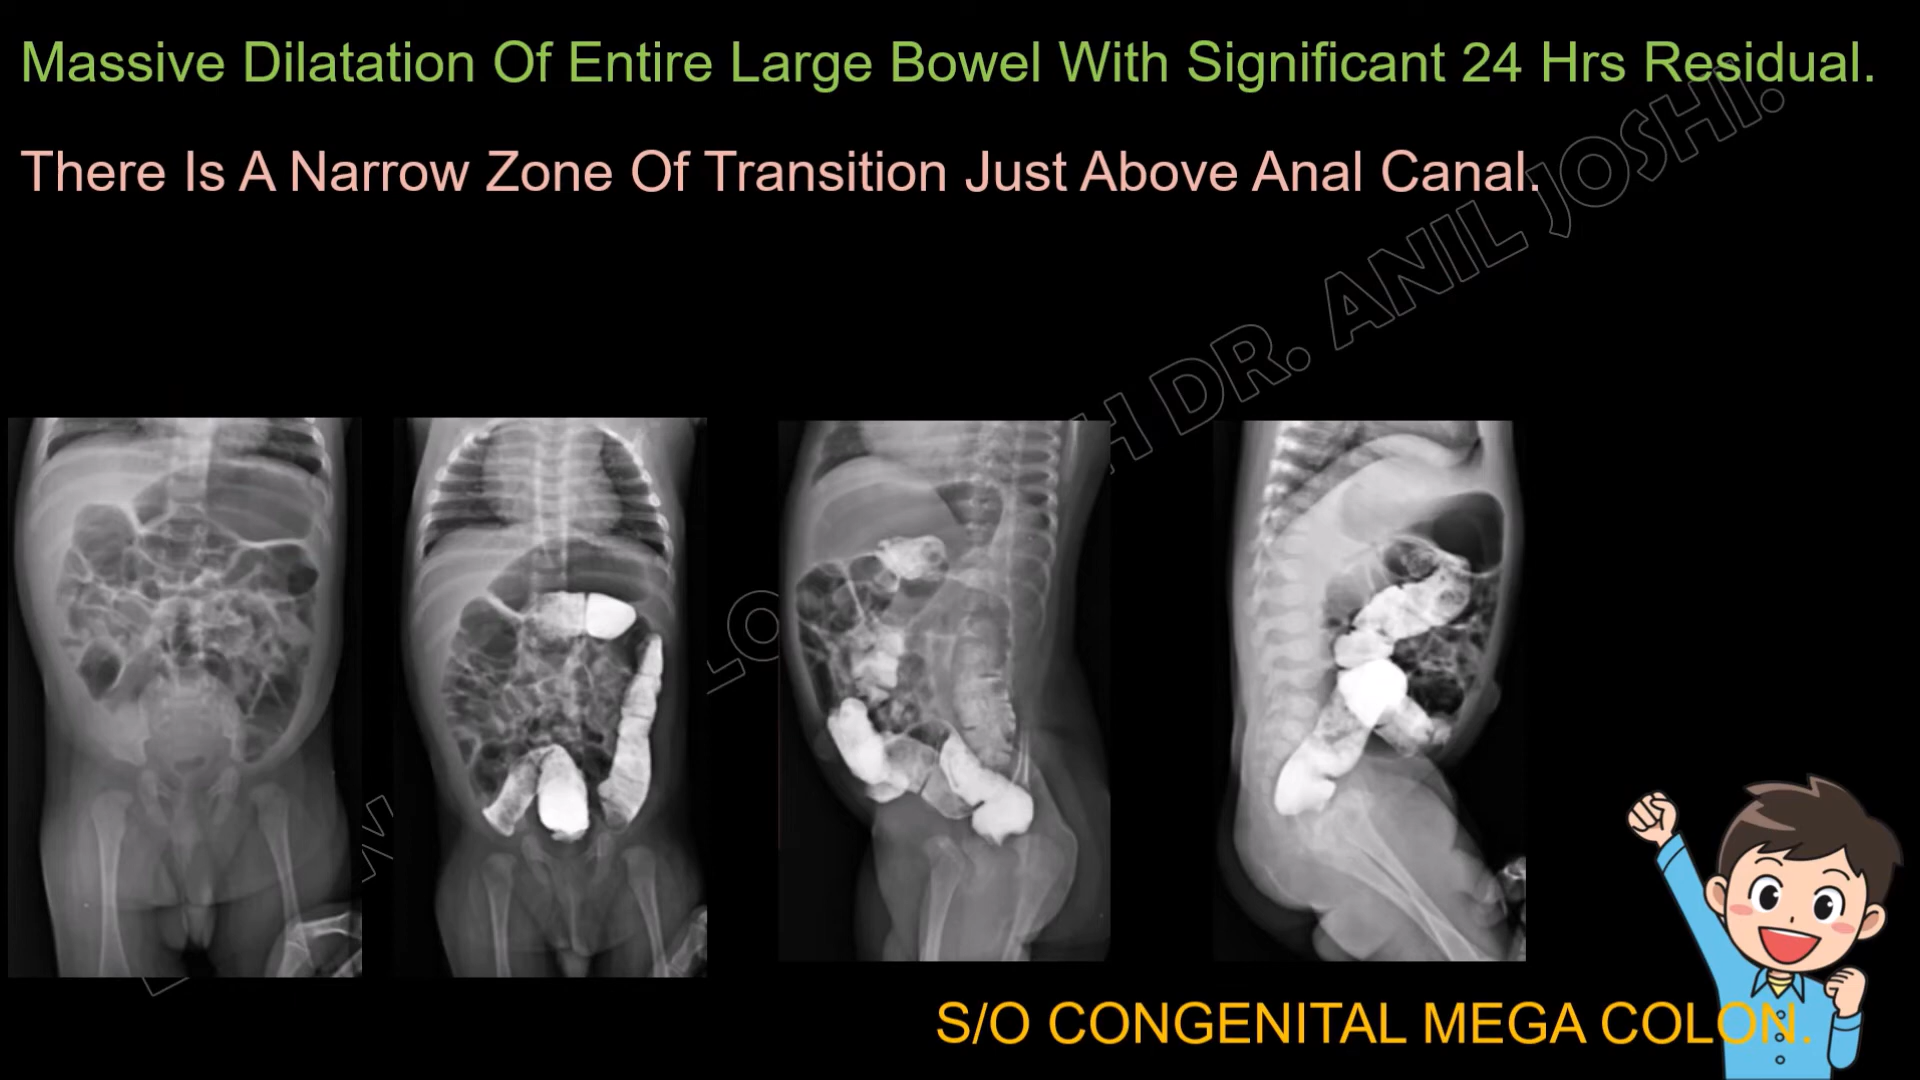 Massive Dilatation Of Entire Large Bowel With Significant 24 Hrs Residual.
There Is A Narrow Zone Of Transition Just Above Anal Canal.
H DR. ANIL JOSHI.
S/O CONGENITAL MEGA COLON.